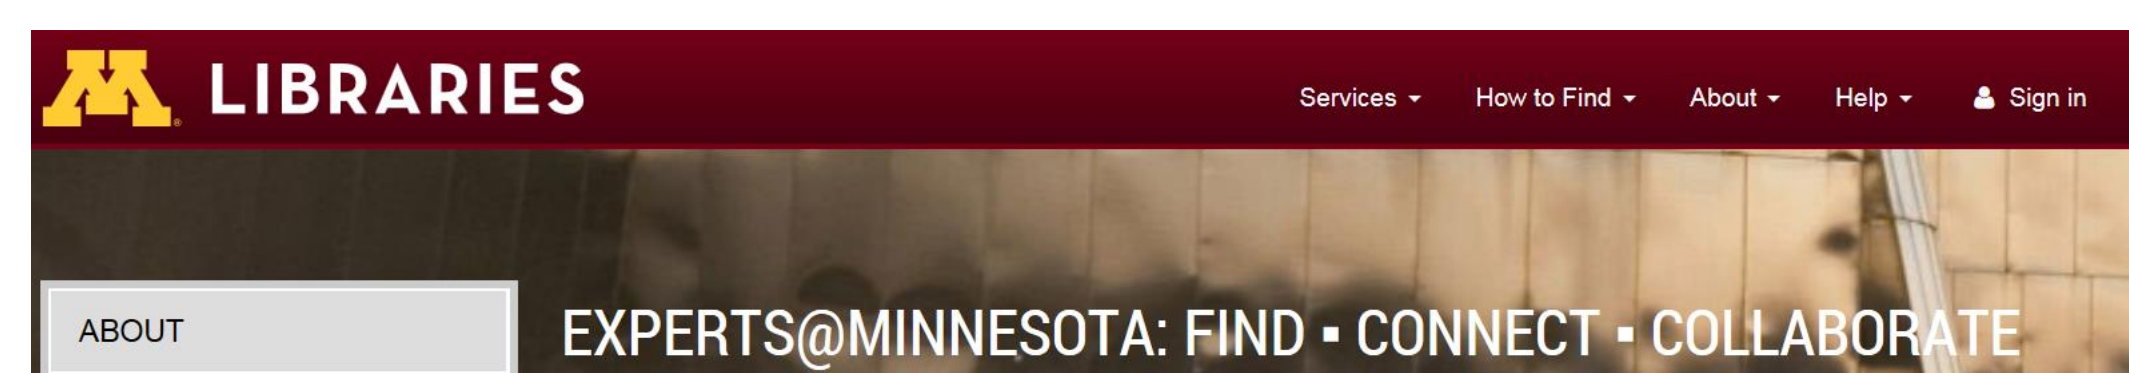 M® LIBRARIES
Services How to Find About Help Sign in
ABOUT
EXPERTS@MINNESOTA: FIND ▪ CONNECT ▪ COLLABORATE